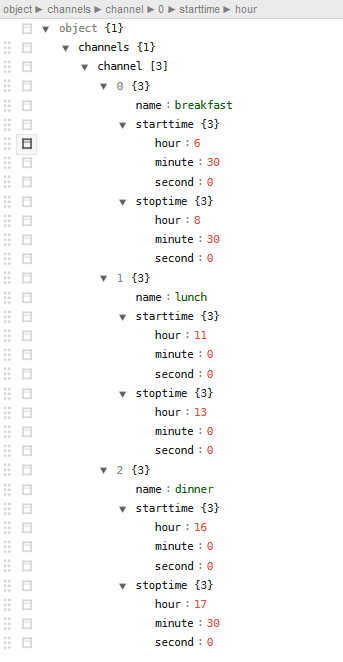 object ▶ channels ▶ channel ▶ 0 ▶ starttime ▶ hour
▼ object {1}
▼ channels {1}
▼ channel [3]
▼ 0 {3}
name : breakfast
▼ starttime {3}
hour : 6
minute : 30
second : 0
▼ stoptime {3}
hour : 8
minute : 30
second : 0
▼ 1 {3}
name : lunch
▼ starttime {3}
hour : 11
minute : 0
second : 0
▼ stoptime {3}
hour : 13
minute : 0
second : 0
▼ 2 {3}
name : dinner
▼ starttime {3}
hour : 16
minute : 0
second : 0
▼ stoptime {3}
hour : 17
minute : 30
second : 0